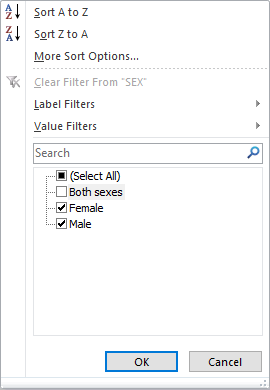 Sort A to Z
Sort Z to A
More Sort Options...
Clear Filter From "SEX"
Label Filters
Value Filters
Search
(Select All)
Both sexes
Female
Male
OK Cancel